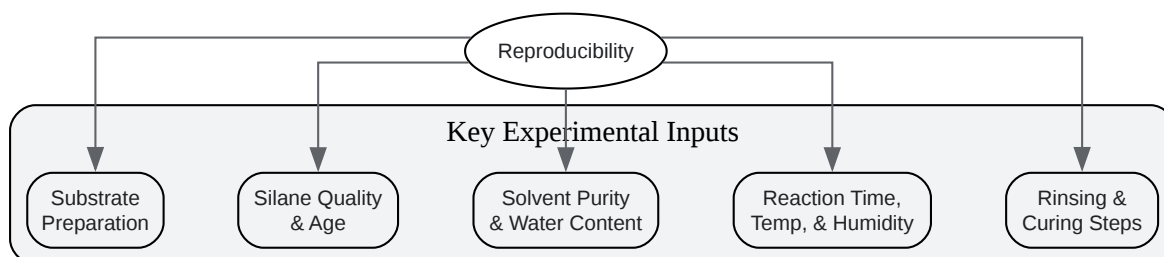 Reproducibility
Key Experimental Inputs
Substrate
Preparation
Silane Quality
& Age
Solvent Purity
& Water Content
Reaction Time,
Temp, & Humidity
Rinsing &
Curing Steps